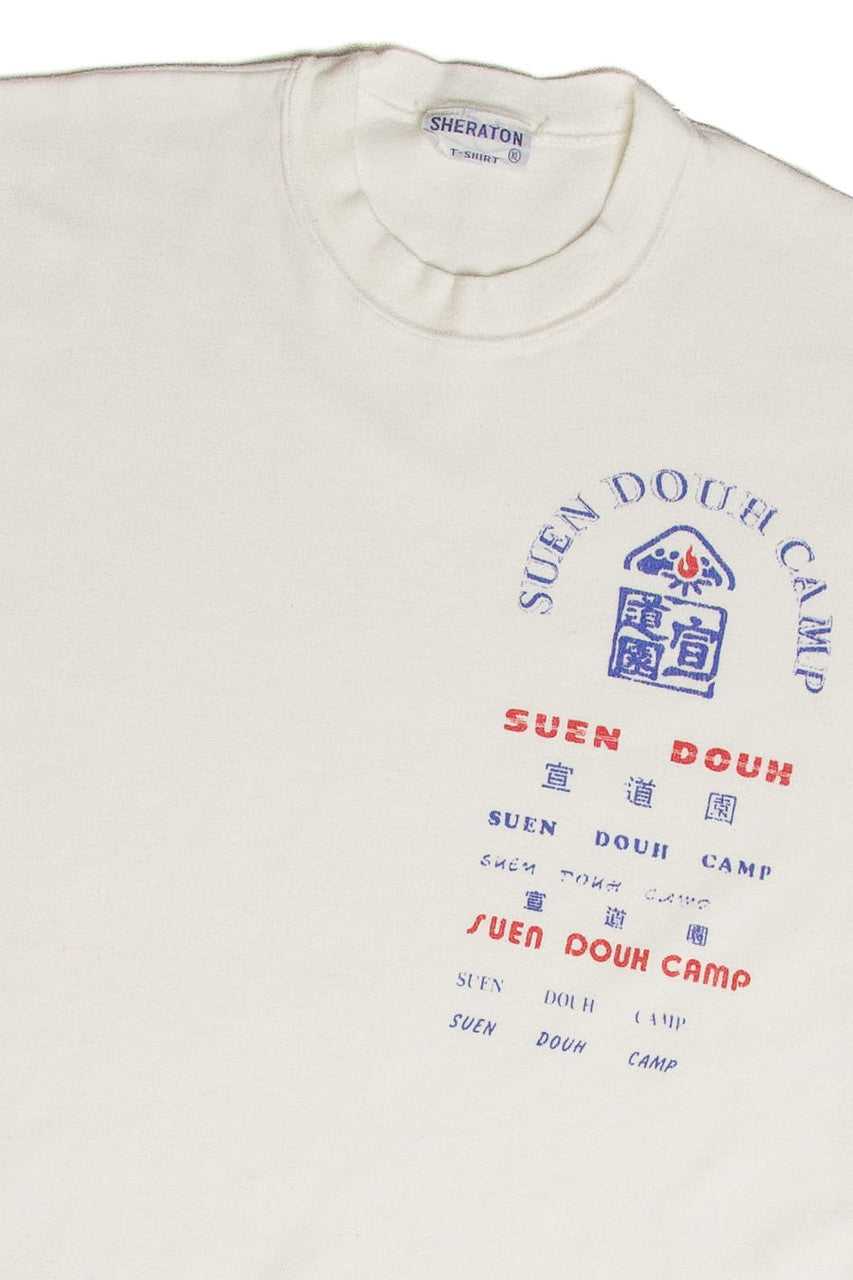 SHERATON
T-SHIRT XL
SUEN DOUH CAMP
宣道園
SUEN DOUH
宣 道 園
SUEN DOUH CAMP
SUEN DOUH CAMP
宣 道 園
SUEN DOUH CAMP
SUEN DOUH CAMP
SUEN DOUH CAMP